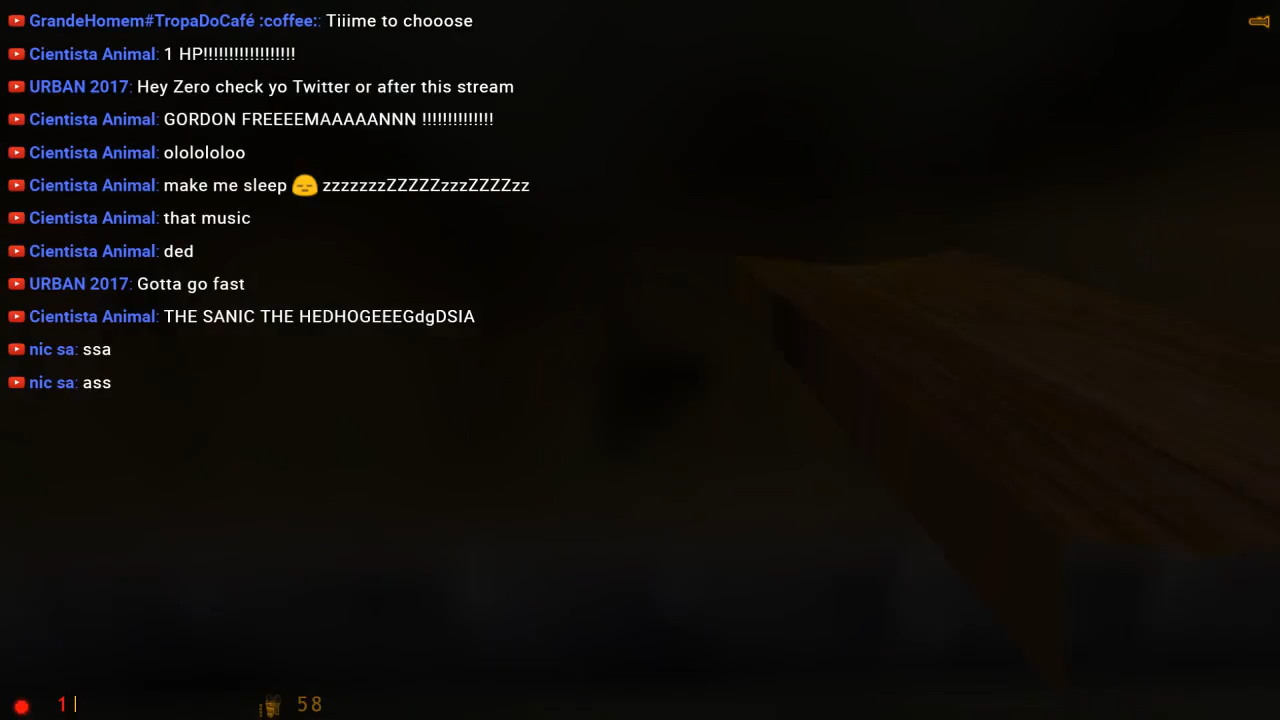 GrandeHomem#TropaDoCafé :coffee:: Tiiime to chooose
Cientista Animal: 1 HP!!!!!!!!!!!!!!!!!!
URBAN 2017: Hey Zero check yo Twitter or after this stream
Cientista Animal: GORDON FREEEEMAAAAANNN !!!!!!!!!!!!!!
Cientista Animal: ololololoo
Cientista Animal: make me sleep 😑 zzzzzzzZZZZZzzzZZZZzz
Cientista Animal: that music
Cientista Animal: ded
URBAN 2017: Gotta go fast
Cientista Animal: THE SANIC THE HEDHOGEEEGdgDSIA
nic sa: ssa
nic sa: ass
1 58